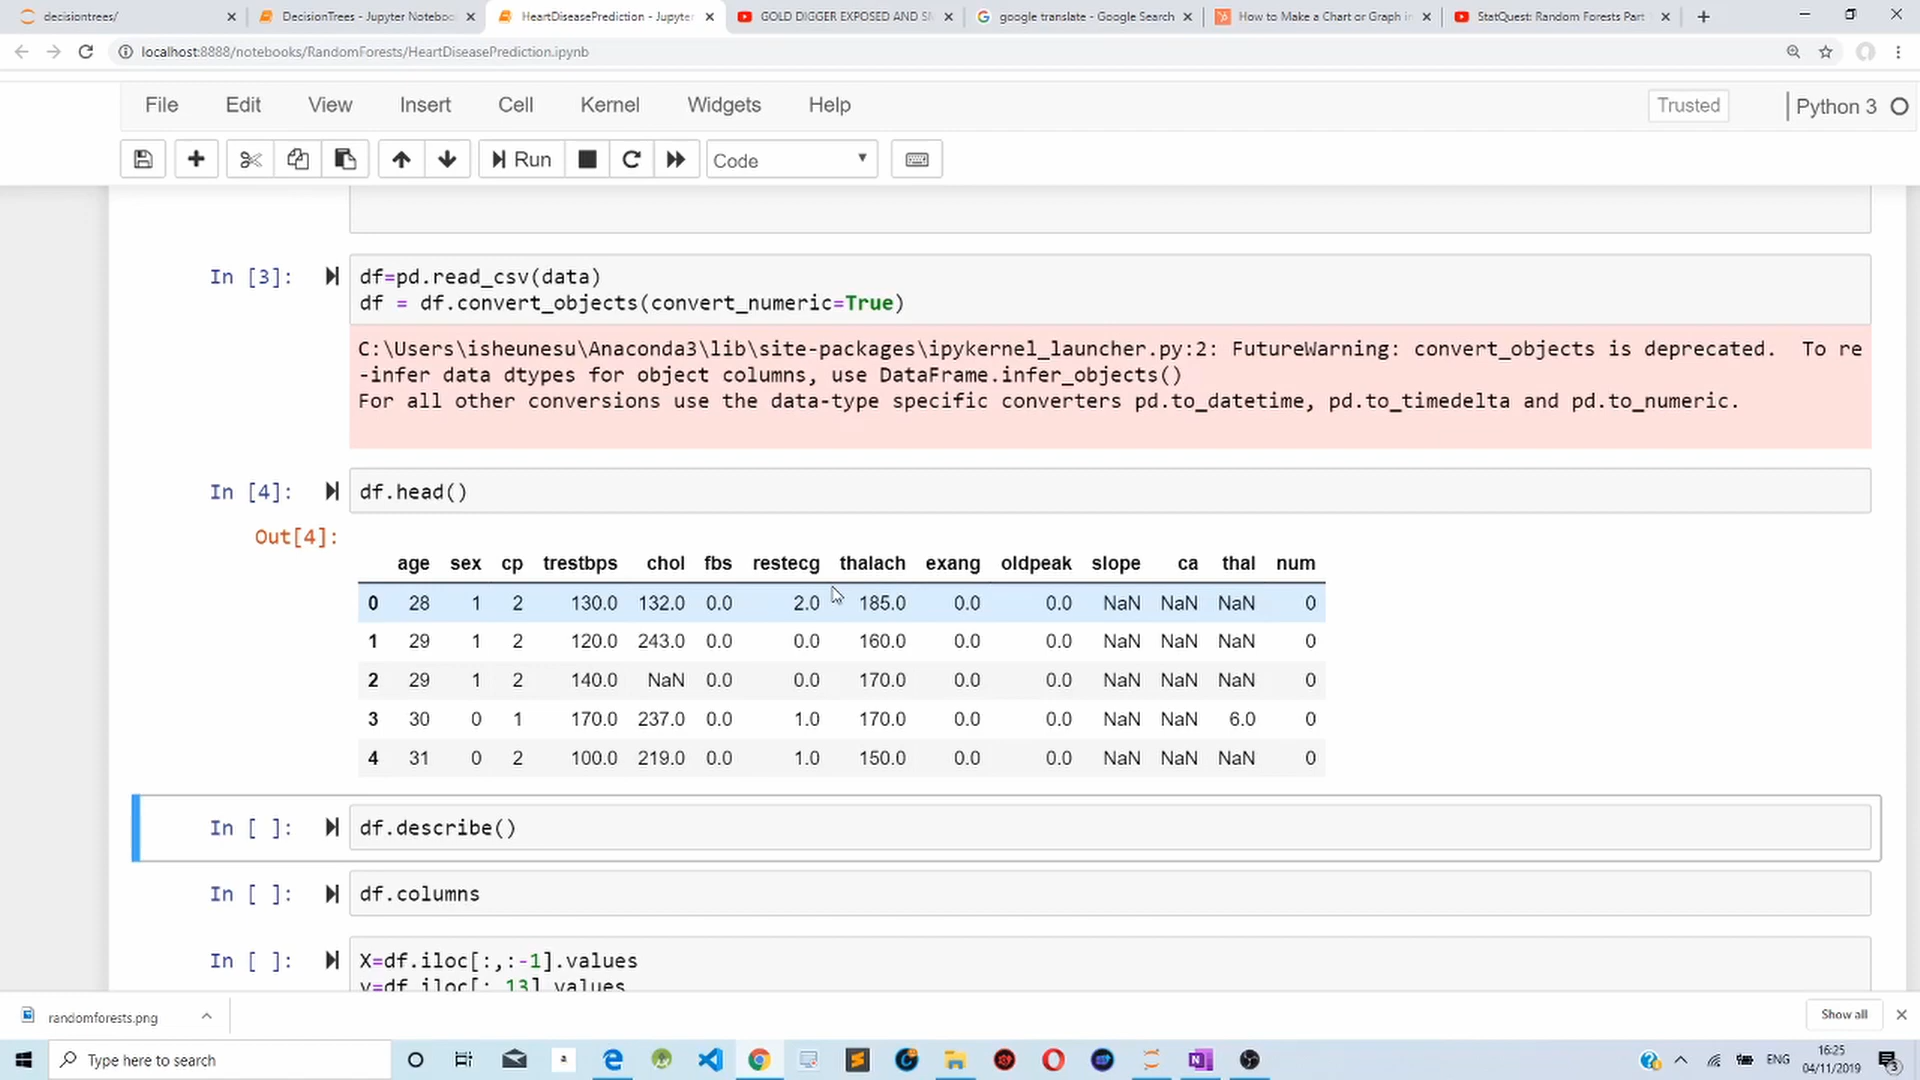 decisiontrees/
DecisionTrees - Jupyter Noteboo
HeartDiseasePrediction - Jupyter
GOLD DIGGER EXPOSED AND S
google translate - Google Search
How to Make a Chart or Graph in
StatQuest: Random Forests Part
localhost:8888/notebooks/RandomForests/HeartDiseasePrediction.ipynb
File Edit View Insert Cell Kernel Widgets Help
Trusted
Python 3
Run
Code
In [3]:
df=pd.read_csv(data)
df = df.convert_objects(convert_numeric=True)
C:\Users\isheunesu\Anaconda3\lib\site-packages\ipykernel_launcher.py:2: FutureWarning: convert_objects is deprecated.  To re
-infer data dtypes for object columns, use DataFrame.infer_objects()
For all other conversions use the data-type specific converters pd.to_datetime, pd.to_timedelta and pd.to_numeric.
In [4]:
df.head()
Out[4]:
age sex cp trestbps chol fbs restecg thalach exang oldpeak slope ca thal num
0 28 1 2 130.0 132.0 0.0 2.0 185.0 0.0 0.0 NaN NaN NaN 0
1 29 1 2 120.0 243.0 0.0 0.0 160.0 0.0 0.0 NaN NaN NaN 0
2 29 1 2 140.0 NaN 0.0 0.0 170.0 0.0 0.0 NaN NaN NaN 0
3 30 0 1 170.0 237.0 0.0 1.0 170.0 0.0 0.0 NaN NaN 6.0 0
4 31 0 2 100.0 219.0 0.0 1.0 150.0 0.0 0.0 NaN NaN NaN 0
In [ ]:
df.describe()
In [ ]:
df.columns
In [ ]:
X=df.iloc[:,:-1].values
y=df.iloc[:,13].values
randomforests.png
Show all
Type here to search
a
ENG
16:25
04/11/2019
3